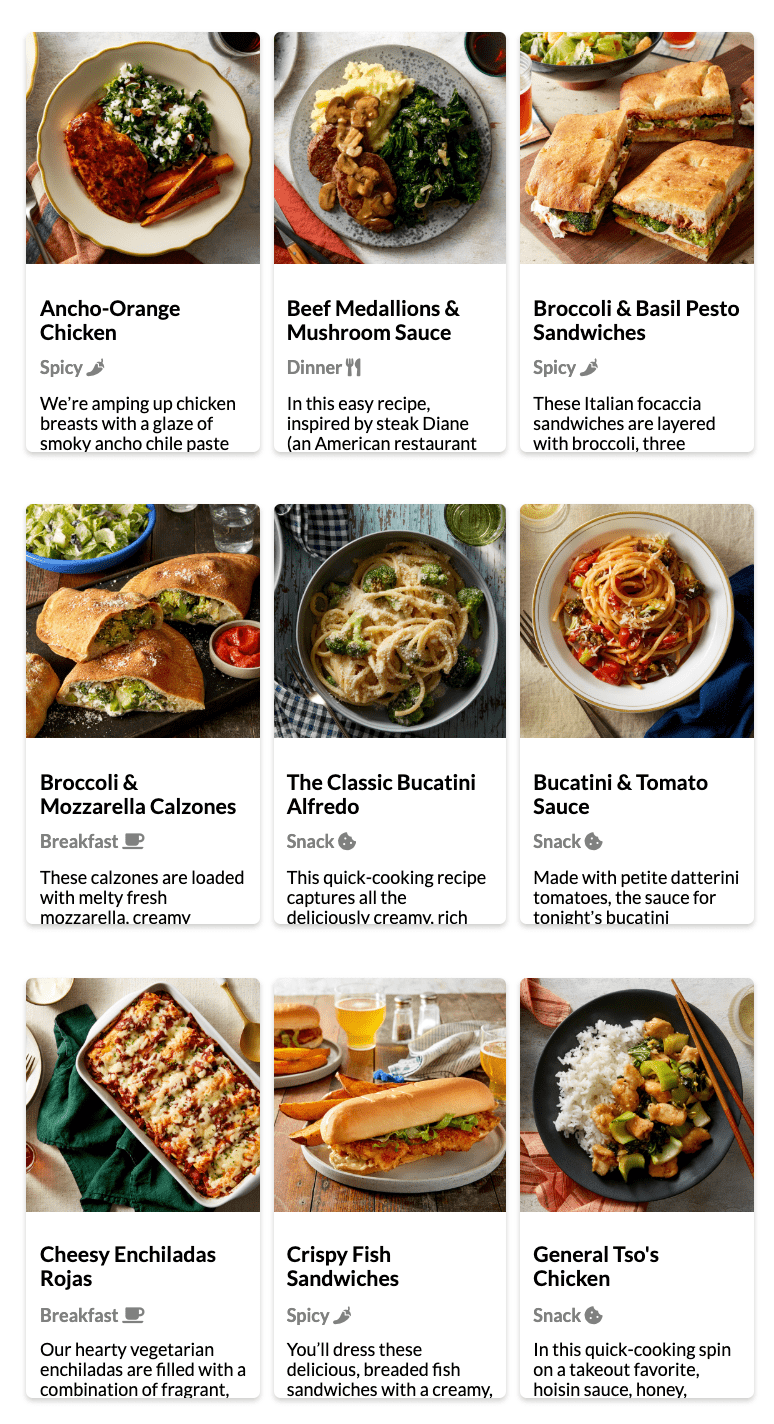 Ancho-Orange
Chicken
Spicy
We’re amping up chicken
breasts with a glaze of
smoky ancho chile paste
Beef Medallions &
Mushroom Sauce
Dinner
In this easy recipe,
inspired by steak Diane
(an American restaurant
Broccoli & Basil Pesto
Sandwiches
Spicy
These Italian focaccia
sandwiches are layered
with broccoli, three
Broccoli &
Mozzarella Calzones
Breakfast
These calzones are loaded
with melty fresh
mozzarella, creamy
The Classic Bucatini
Alfredo
Snack
This quick-cooking recipe
captures all the
deliciously creamy, rich
Bucatini & Tomato
Sauce
Snack
Made with petite datterini
tomatoes, the sauce for
tonight’s bucatini
Cheesy Enchiladas
Rojas
Breakfast
Our hearty vegetarian
enchiladas are filled with a
combination of fragrant,
Crispy Fish
Sandwiches
Spicy
You’ll dress these
delicious, breaded fish
sandwiches with a creamy,
General Tso's
Chicken
Snack
In this quick-cooking spin
on a takeout favorite,
hoisin sauce, honey,